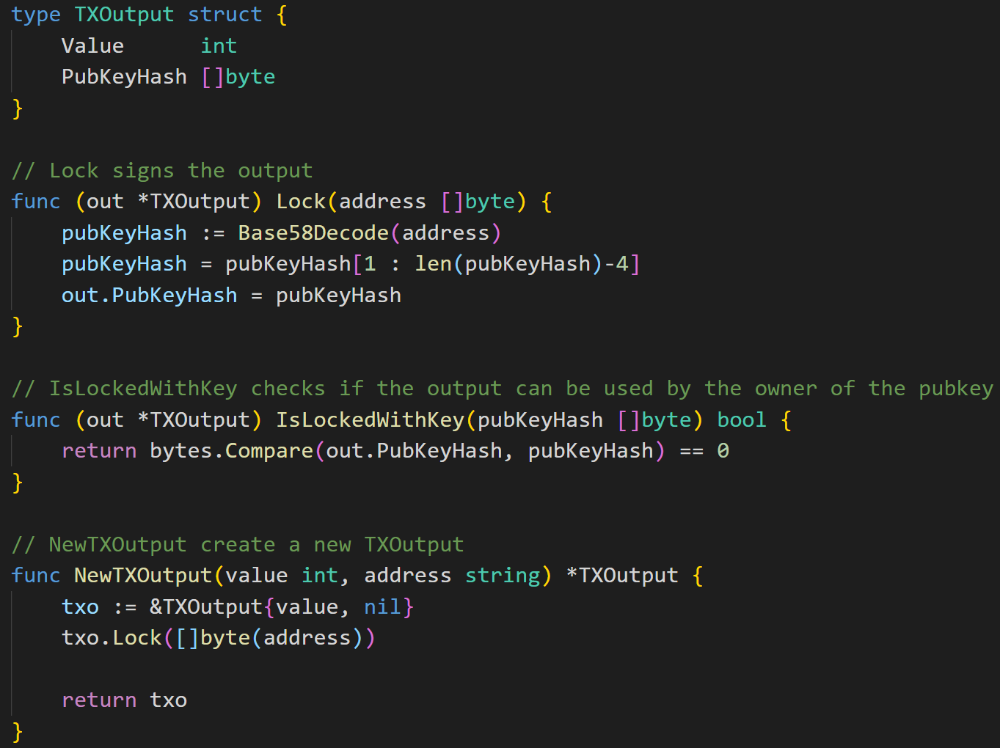 type TXOutput struct {
    Value      int
    PubKeyHash []byte
}

// Lock signs the output
func (out *TXOutput) Lock(address []byte) {
    pubKeyHash := Base58Decode(address)
    pubKeyHash = pubKeyHash[1 : len(pubKeyHash)-4]
    out.PubKeyHash = pubKeyHash
}

// IsLockedWithKey checks if the output can be used by the owner of the pubkey
func (out *TXOutput) IsLockedWithKey(pubKeyHash []byte) bool {
    return bytes.Compare(out.PubKeyHash, pubKeyHash) == 0
}

// NewTXOutput create a new TXOutput
func NewTXOutput(value int, address string) *TXOutput {
    txo := &TXOutput{value, nil}
    txo.Lock([]byte(address))

    return txo
}